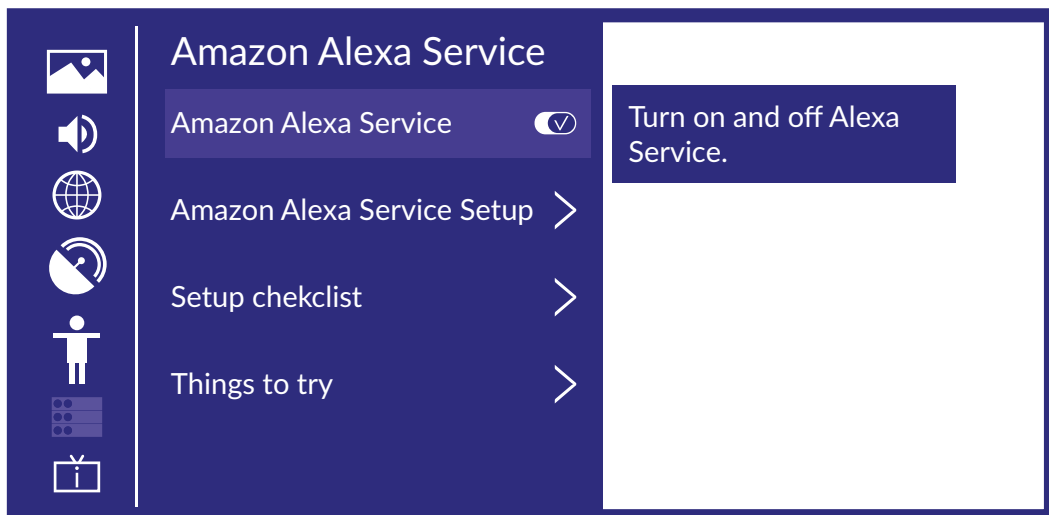 Amazon Alexa Service
Amazon Alexa Service
Turn on and off Alexa
Service.
Amazon Alexa Service Setup
Setup chekclist
Things to try
i